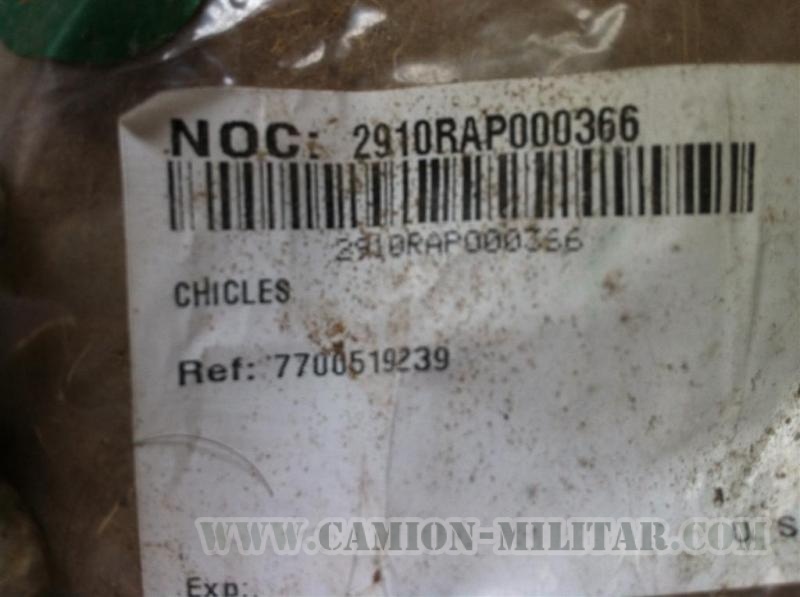 NOC: 2910RAP000366
2910RAP000366
CHICLES
Ref: 7700519239
WWW.CAMION-MILITAR.COM
U S
Exp:.